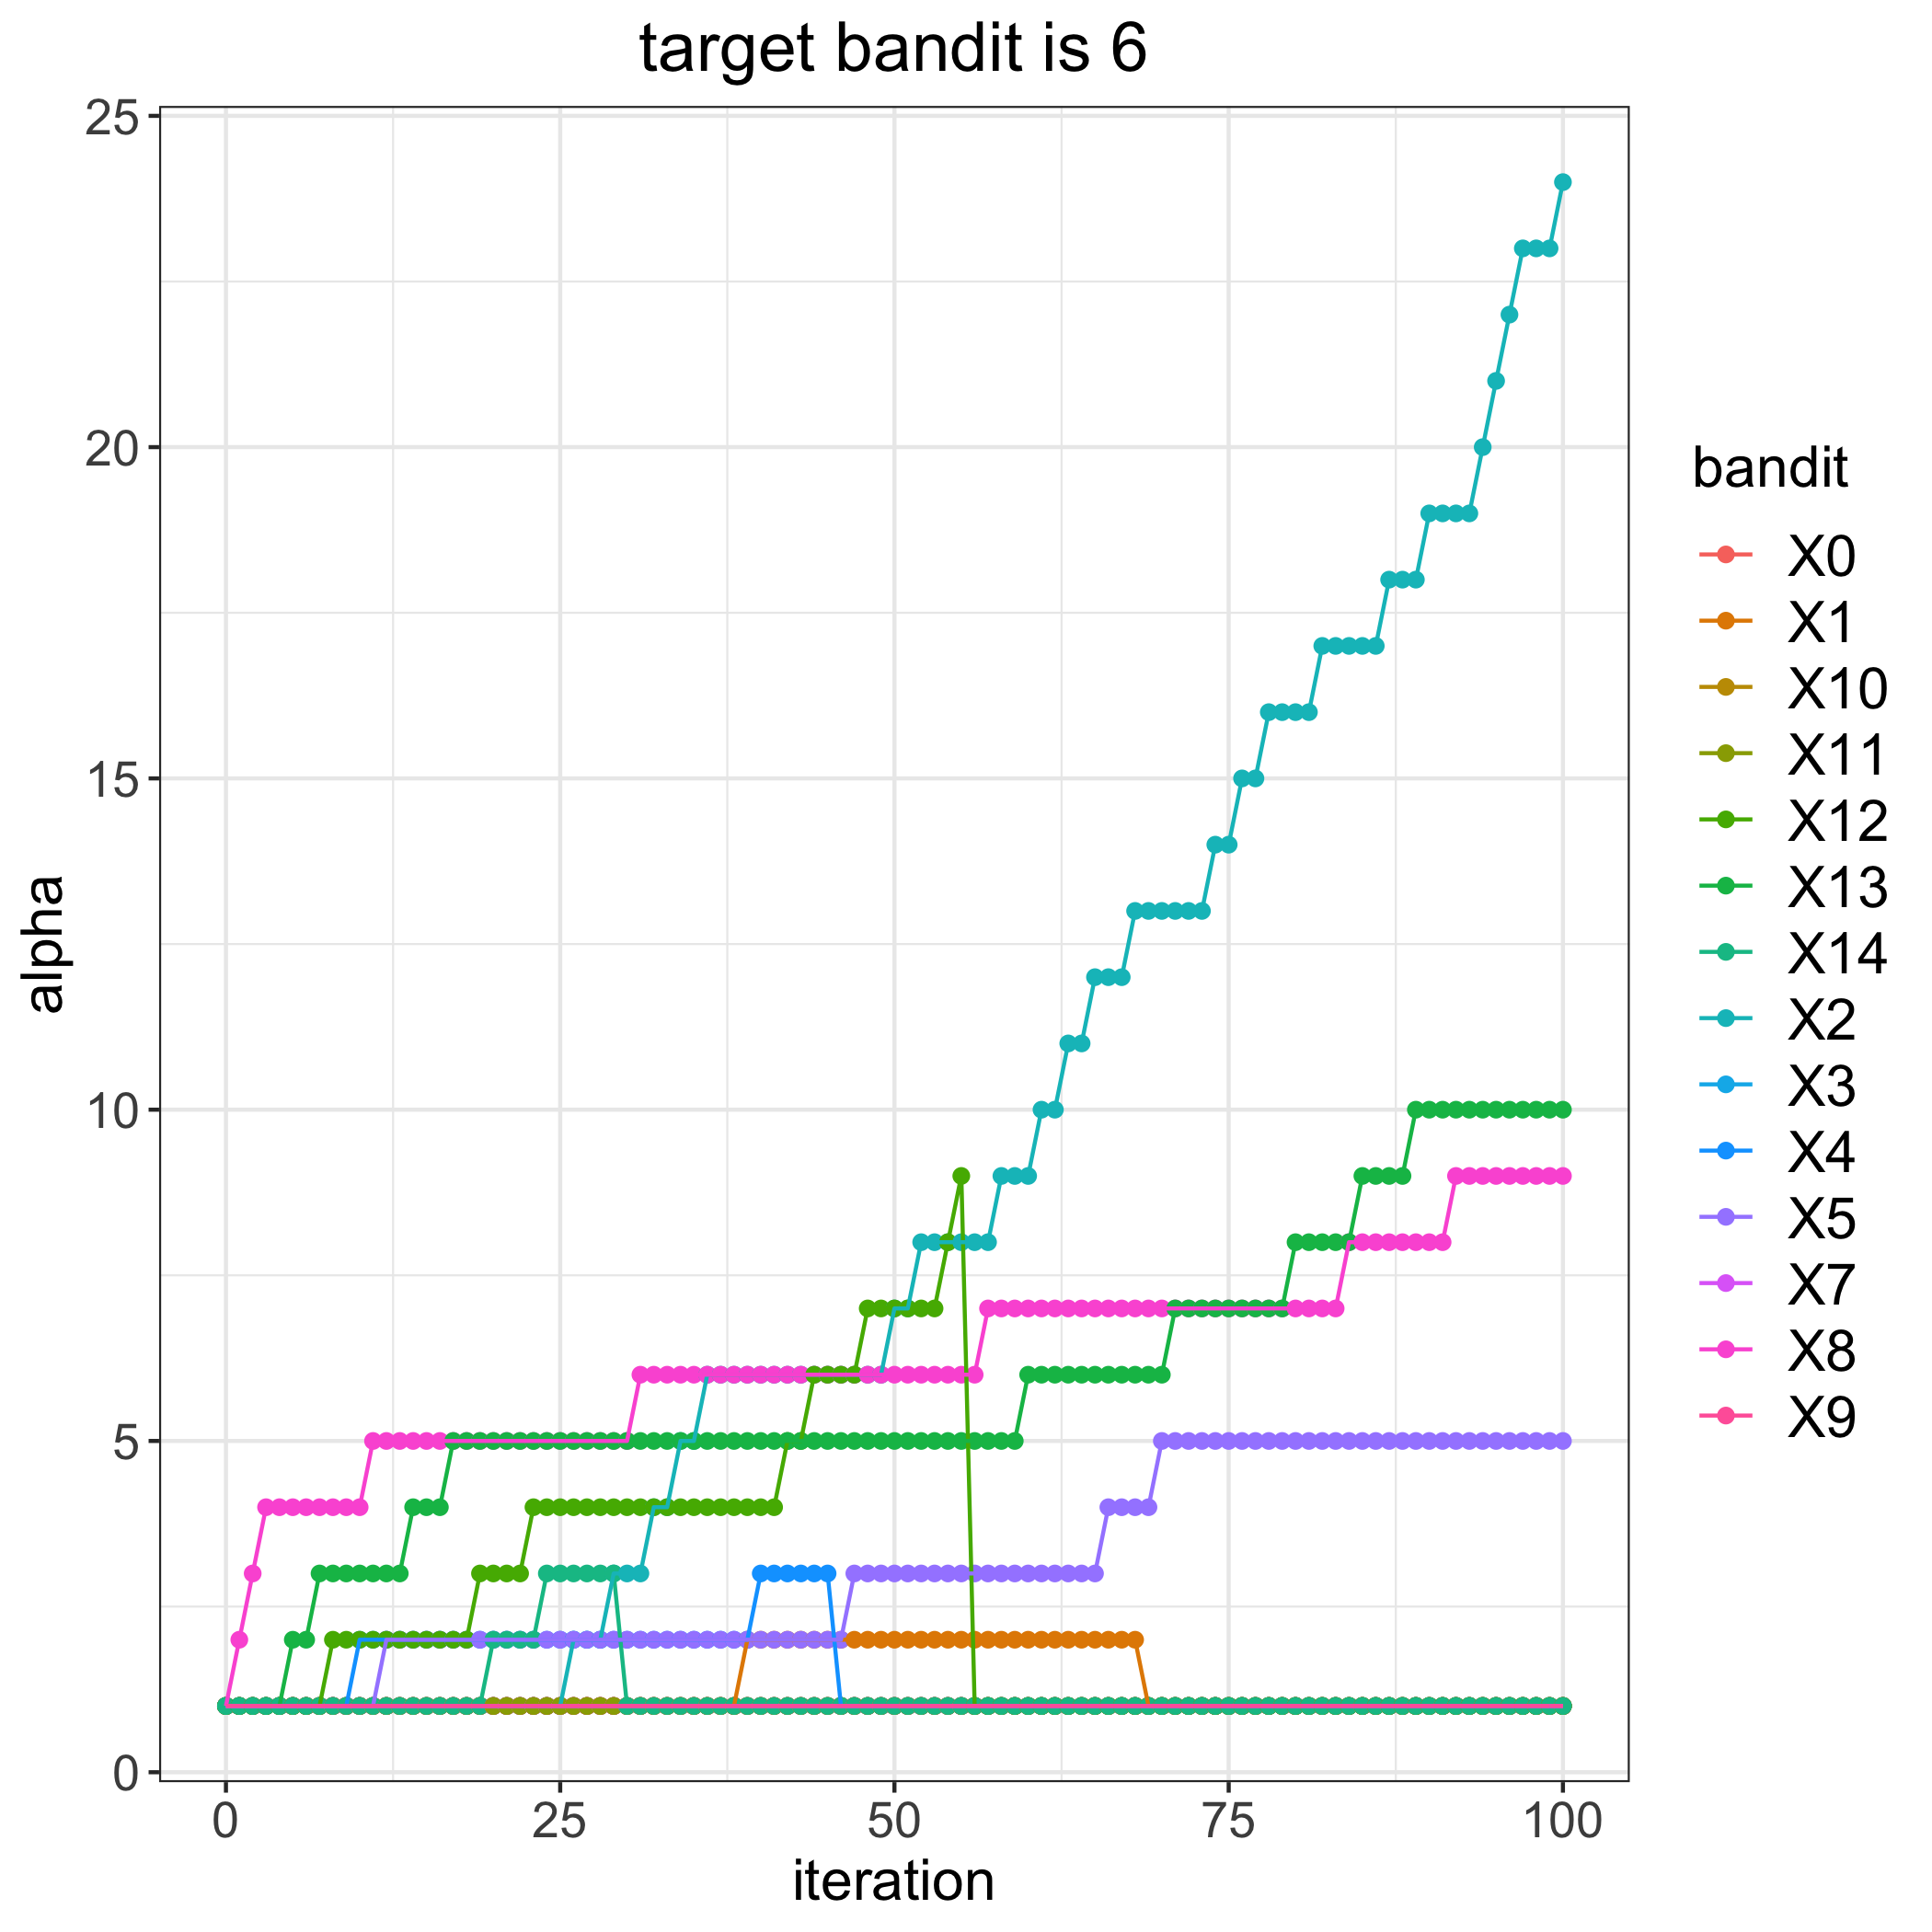 target bandit is 6
25
20
15
10
5
0
alpha
0 25 50 75 100
iteration
bandit
X0
X1
X10
X11
X12
X13
X14
X2
X3
X4
X5
X7
X8
X9